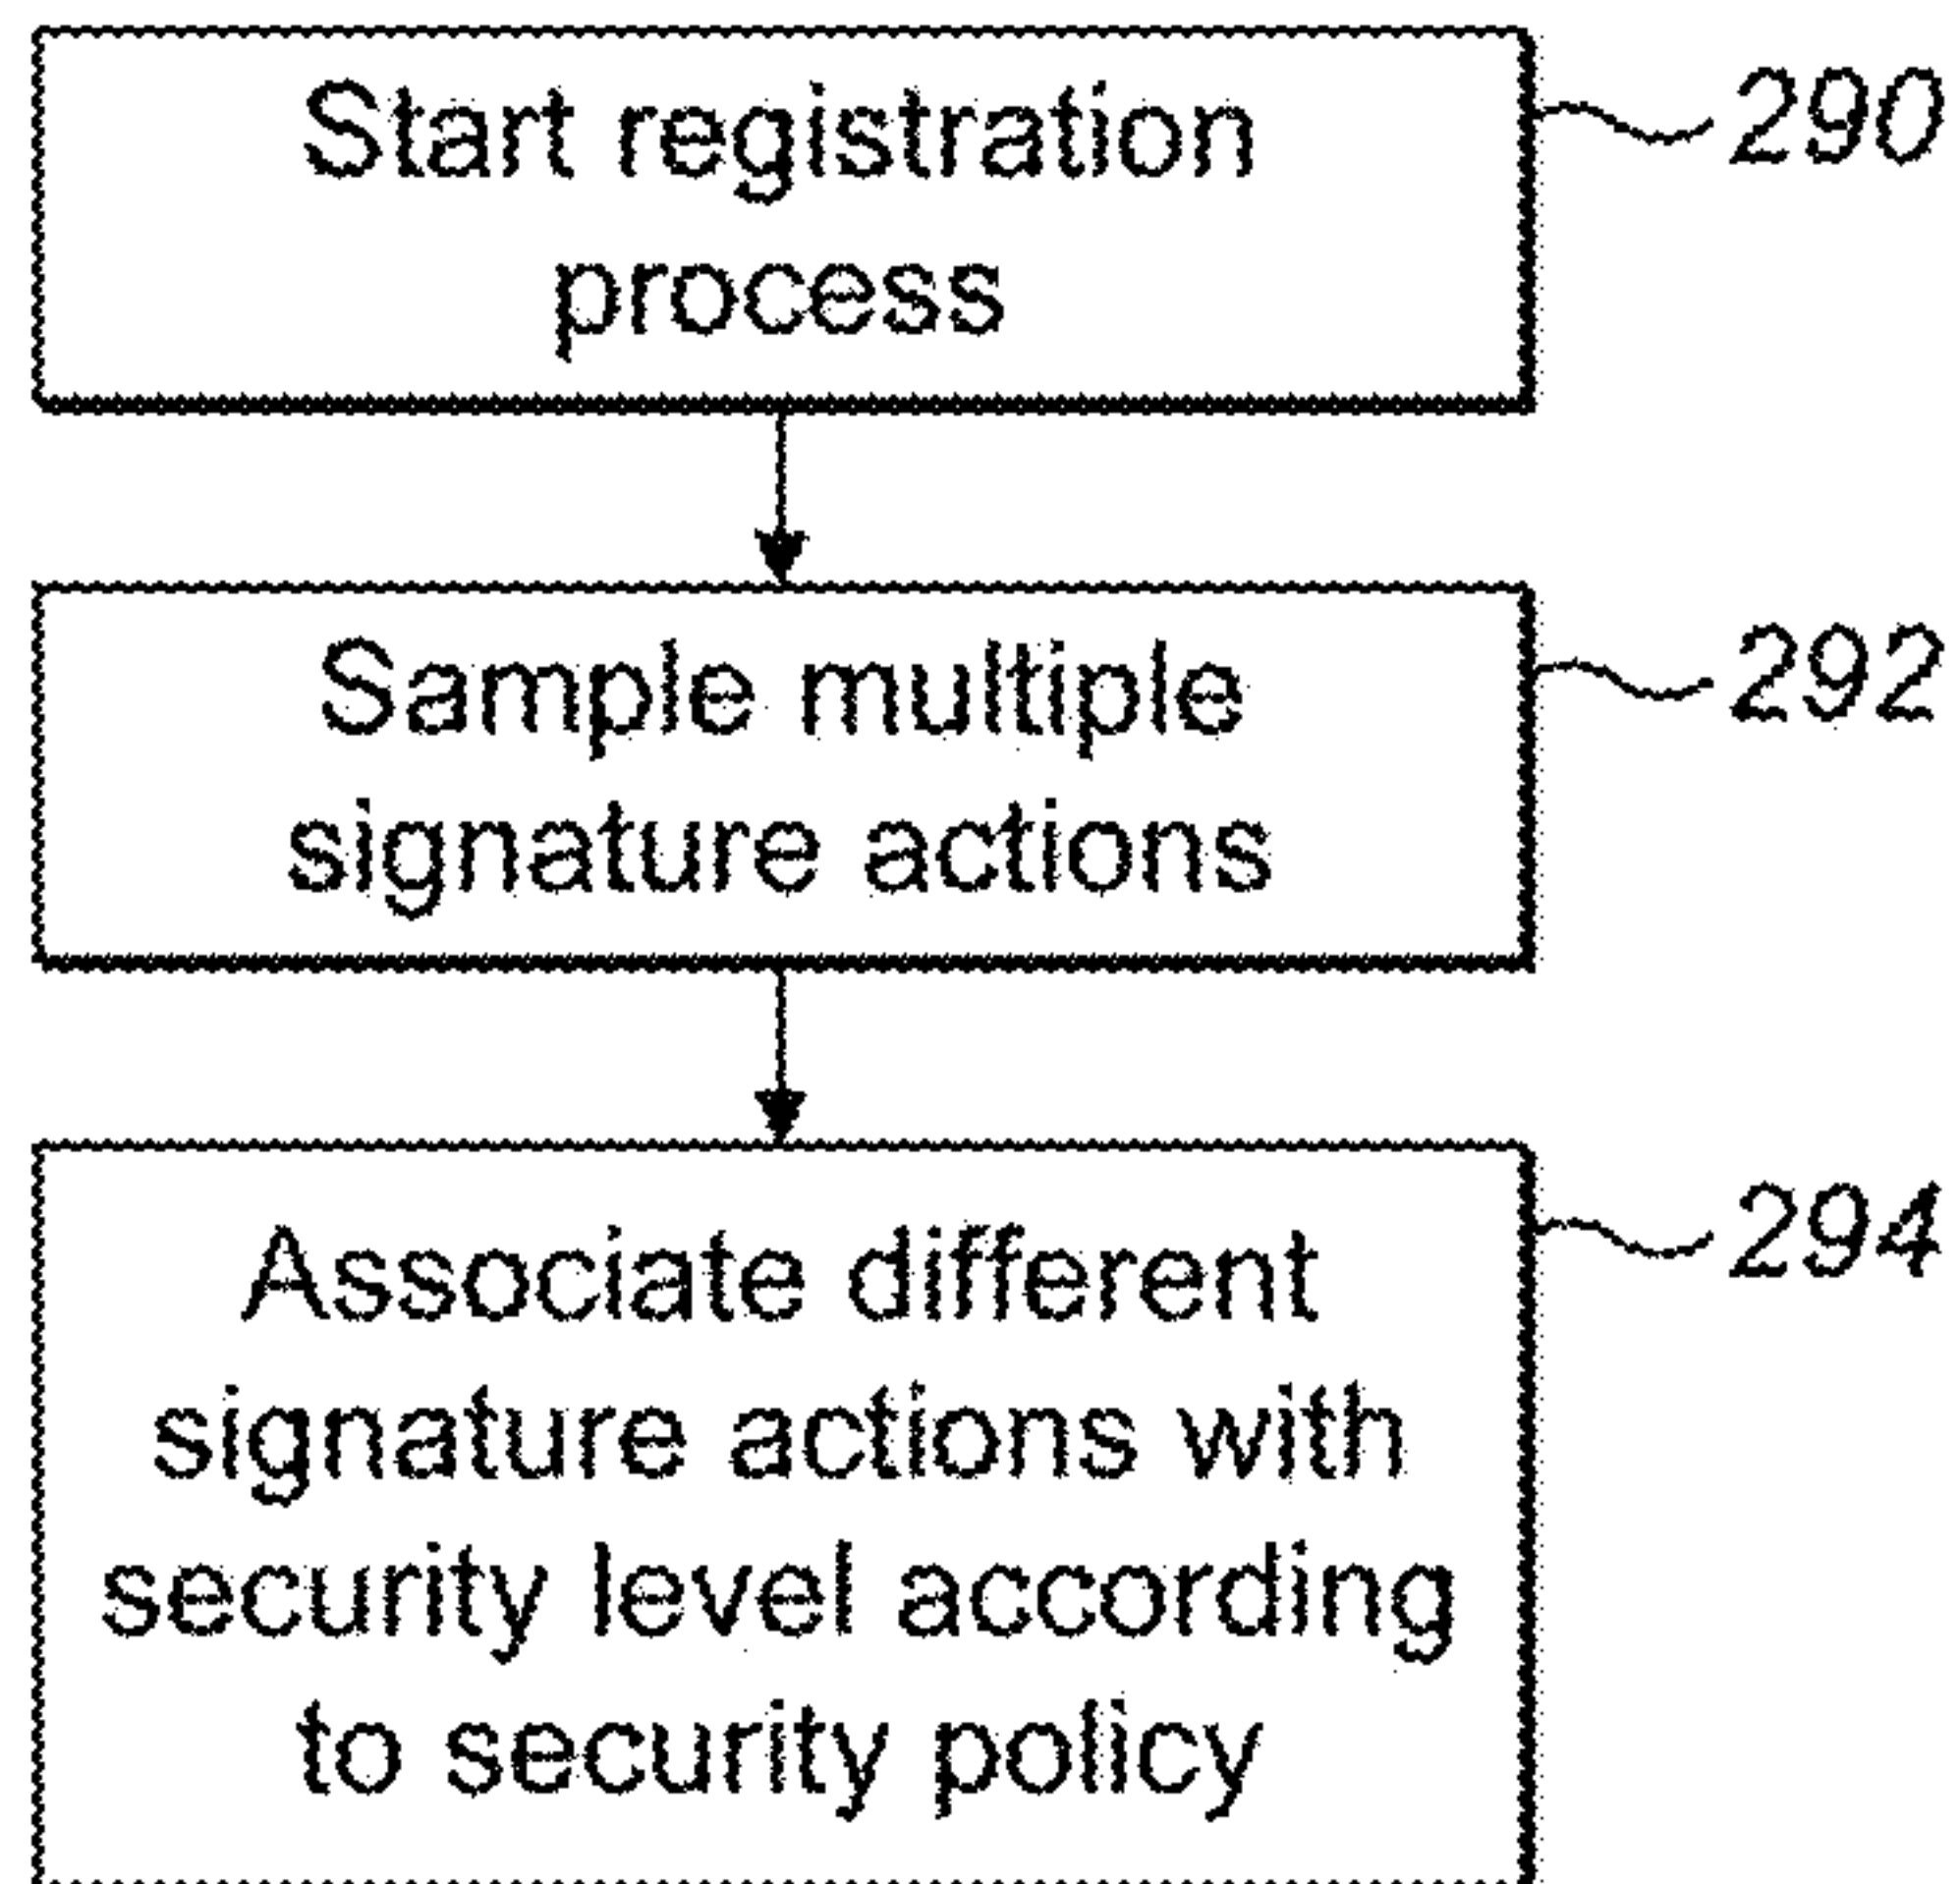 Start registration
process
290
Sample multiple
signature actions
292
Associate different
signature actions with
security level according
to security policy
294